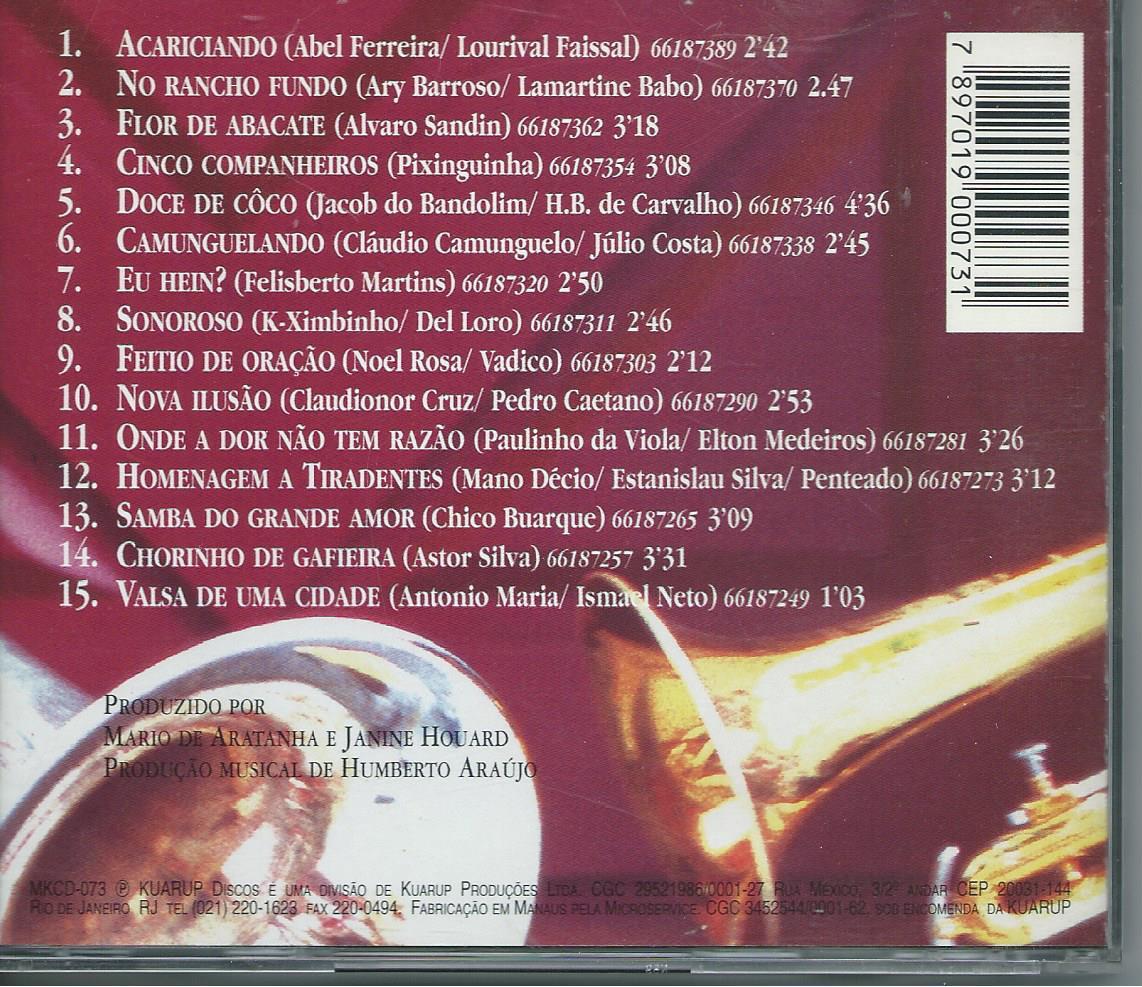 1. ACARICIANDO (Abel Ferreira/ Lourival Faissal) 66187389 2'42
2. NO RANCHO FUNDO (Ary Barroso/ Lamartine Babo) 66187370 2.47
3. FLOR DE ABACATE (Alvaro Sandin) 66187362 3'18
4. CINCO COMPANHEIROS (Pixinguinha) 66187354 3'08
5. DOCE DE CÔCO (Jacob do Bandolim/ H.B. de Carvalho) 66187346 4'36
6. CAMUNGUELANDO (Cláudio Camunguelo/ Júlio Costa) 66187338 2'45
7. EU HEIN? (Felisberto Martins) 66187320 2'50
8. SONOROSO (K-Ximbinho/ Del Loro) 66187311 2'46
9. FEITIO DE ORAÇÃO (Noel Rosa/ Vadico) 66187303 2'12
10. NOVA ILUSÃO (Claudionor Cruz/ Pedro Caetano) 66187290 2'53
11. ONDE A DOR NÃO TEM RAZÃO (Paulinho da Viola/ Elton Medeiros) 66187281 3'26
12. HOMENAGEM A TIRADENTES (Mano Décio/ Estanislau Silva/ Penteado) 66187273 3'12
13. SAMBA DO GRANDE AMOR (Chico Buarque) 66187265 3'09
14. CHORINHO DE GAFIEIRA (Astor Silva) 66187257 3'31
15. VALSA DE UMA CIDADE (Antonio Maria/ Ismael Neto) 66187249 1'03
7 897019 000731
PRODUZIDO POR
MARIO DE ARATANHA E JANINE HOUARD
PRODUÇÃO MUSICAL DE HUMBERTO ARAÚJO
MKCD-073 ℗ KUARUP DISCOS É UMA DIVISÃO DE KUARUP PRODUÇÕES LTDA. CGC 29521986/0001-27 RUA MÉXICO, 3/2º ANDAR CEP 20031-144
RIO DE JANEIRO RJ TEL (021) 220-1623 FAX 220-0494. FABRICAÇÃO EM MANAUS PELA MICROSERVICE. CGC 3452544/0001-62. SOB ENCOMENDA DA KUARUP